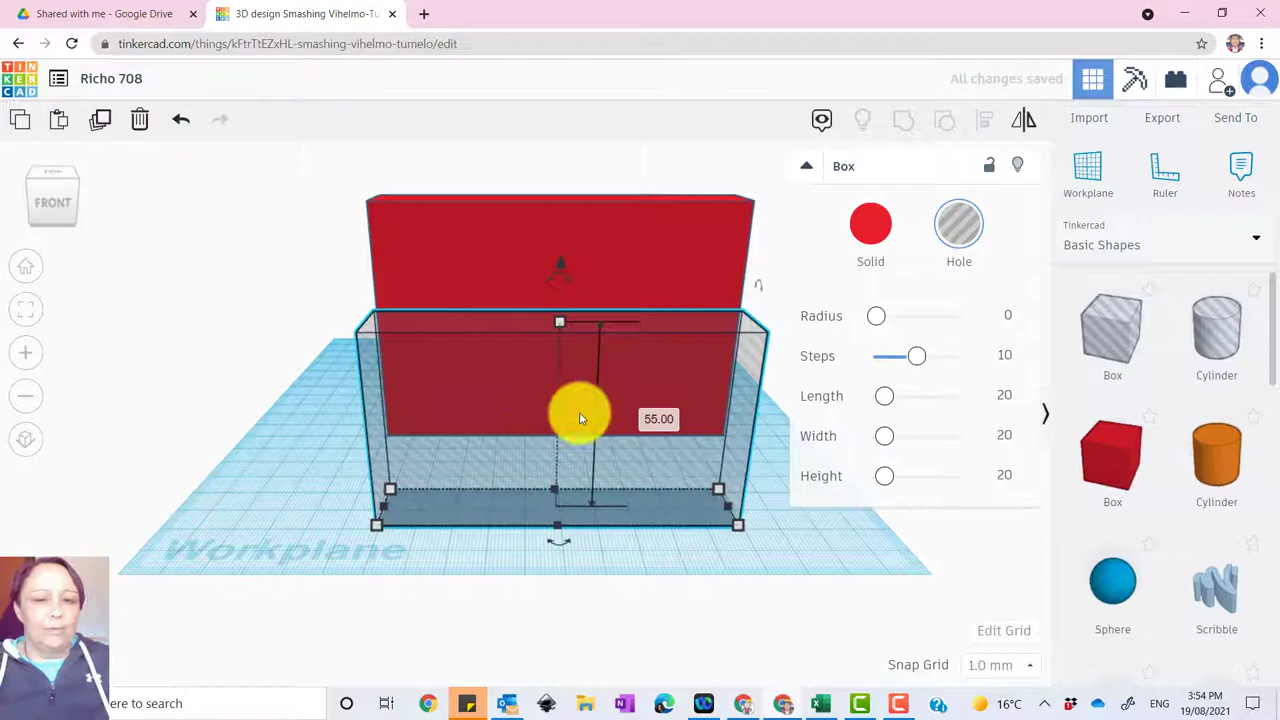 Shared with me - Google Drive
3D design Smashing Vihelmo-Tu
tinkercad.com/things/kFtrTtEZxHL-smashing-vihelmo-tumelo/edit
TIN
KER
CAD
Richo 708
All changes saved
Import
Export
Send To
TOP
FRONT
Box
Workplane
Ruler
Notes
Solid
Hole
Tinkercad
Basic Shapes
Radius
0
Steps
10
Length
20
Width
20
Height
20
55.00
Box
Cylinder
Box
Cylinder
Sphere
Scribble
Workplane
Edit Grid
Snap Grid
1.0 mm
ere to search
16°C
ENG
3:54 PM
19/08/2021